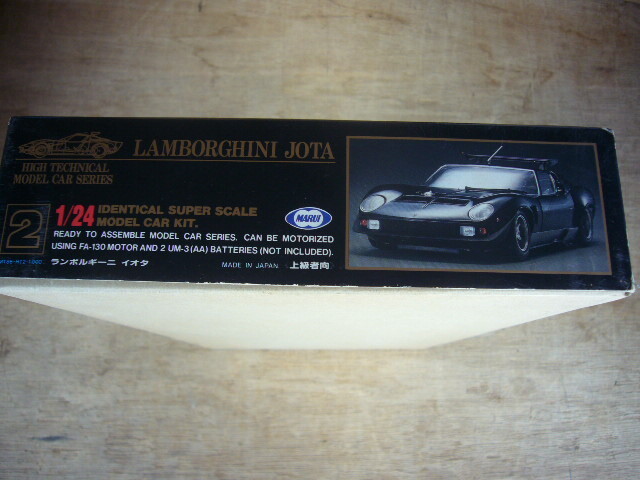 LAMBORGHINI JOTA
HIGH TECHNICAL
MODEL CAR SERIES
2
1/24 IDENTICAL SUPER SCALE
MODEL CAR KIT.
MARUI
READY TO ASSEMBLE MODEL CAR SERIES. CAN BE MOTORIZED
USING FA-130 MOTOR AND 2 UM-3(AA) BATTERIES (NOT INCLUDED).
ランボルギーニ イオタ
MADE IN JAPAN 上級者向